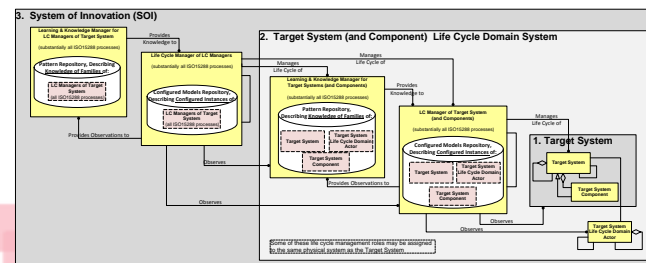 3. System of Innovation (SOI)
Learning & Knowledge Manager for
LC Managers of Target System
(substantially all ISO15288 processes)
Pattern Repository, Describing
Knowledge of Families of:
LC Managers of Target
System
(all ISO15288 processes)
Provides
Knowledge to
Life Cycle Manager of LC Managers
(substantially all ISO15288 processes)
Configured Models Repository,
Describing Configured Instances of:
LC Managers of Target
System
(all ISO15288 processes)
Provides Observations to
2. Target System (and Component) Life Cycle Domain System
Manages
Life Cycle of
Manages
Life Cycle of
Learning & Knowledge Manager for
Target Systems (and Components)
(substantially all ISO15288 processes)
Pattern Repository,
Describing Knowledge of Families of:
Target System
Target System
Life Cycle Domain
Actor
Target System
Component
Provides
Knowledge to
Observes
Provides Observations to
LC Manager of Target System
(and Components)
(substantially all ISO15288 processes)
Configured Models Repository,
Describing Configured Instances of:
Target System
Target System
Life Cycle Domain
Actor
Target System
Component
Manages
Life Cycle of
1. Target System
Target System
Target System
Component
Observes
Observes
Observes
Target System
Life Cycle Domain
Actor
Some of these life cycle management roles may be assigned
to the same physical system as the Target System